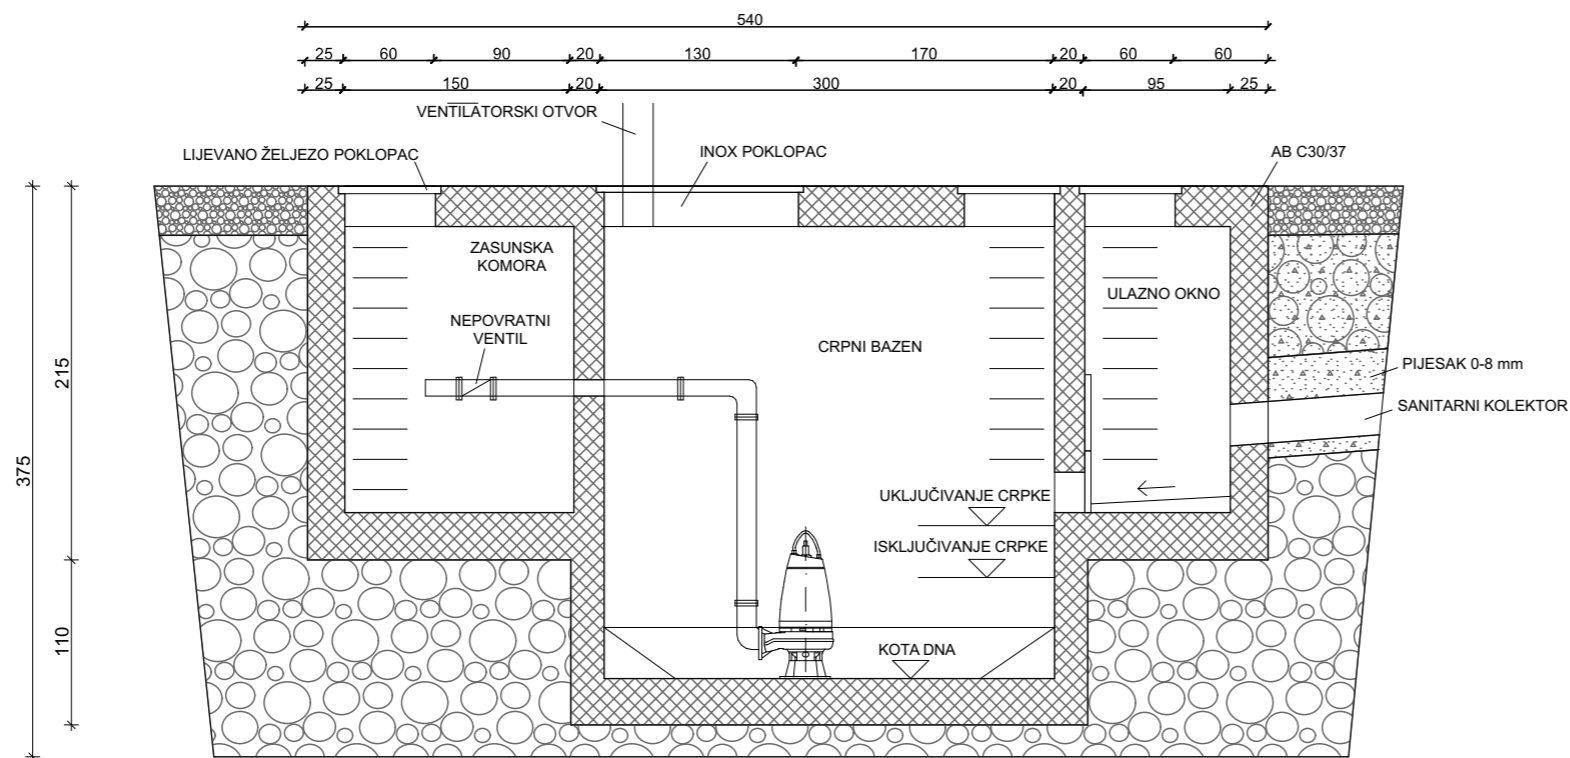 540
25 60 90 20 130 170 20 60 60
25 150 20 300 20 95 25
VENTILATORSKI OTVOR
LIJEVANO ŽELJEZO POKLOPAC
INOX POKLOPAC
AB C30/37
ZASUNSKA
KOMORA
ULAZNO OKNO
NEPOVRATNI
VENTIL
CRPNI BAZEN
PIJESAK 0-8 mm
SANITARNI KOLEKTOR
215
375
UKLJUČIVANJE CRPKE
ISKLJUČIVANJE CRPKE
110
KOTA DNA